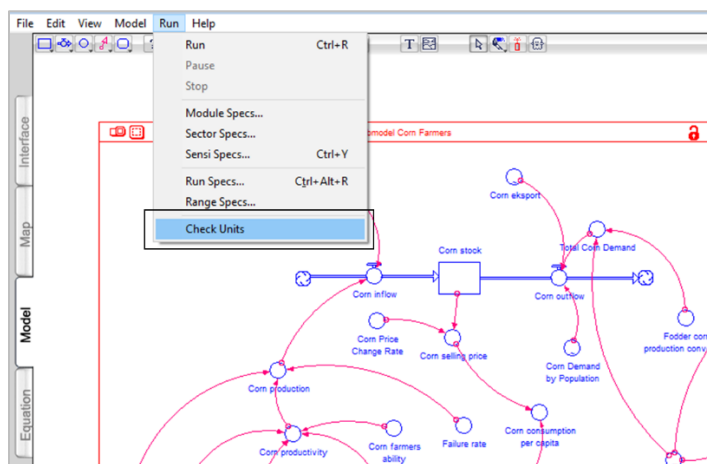 File Edit View Model Run Help
Run Ctrl+R
Pause
Stop
Module Specs...
Sector Specs...
Sensi Specs... Ctrl+Y
Run Specs... Ctrl+Alt+R
Range Specs...
Check Units
T
Interface
Map
Model
Equation
Corn Farmers
Corn eksport
Total Corn Demand
Corn stock
Corn inflow
Corn outflow
Corn Price
Change Rate
Corn selling price
Corn Demand
by Population
Fodder corn
production conv
Corn production
Corn productivity
Corn farmers
ability
Failure rate
Corn consumption
per capita